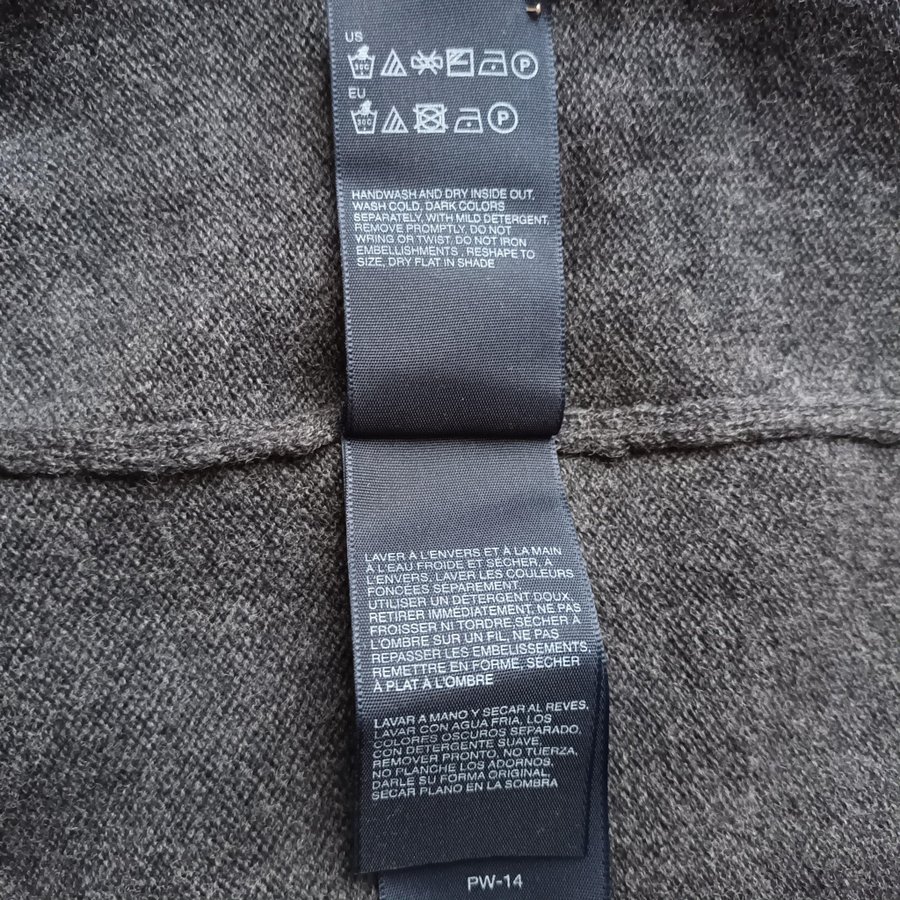 US
30C
P
EU
30C
P
HANDWASH AND DRY INSIDE OUT,
WASH COLD, DARK COLORS
SEPARATELY, WITH MILD DETERGENT,
REMOVE PROMPTLY, DO NOT
WRING OR TWIST, DO NOT IRON
EMBELLISHMENTS , RESHAPE TO
SIZE, DRY FLAT IN SHADE
LAVER À L'ENVERS ET À LA MAIN
À L'EAU FROIDE ET SÉCHER, À
L'ENVERS, LAVER LES COULEURS
FONCÉES SÉPARÉMENT
UTILISER UN DÉTERGENT DOUX,
RETIRER IMMÉDIATEMENT, NE PAS
FROISSER NI TORDRE,SÉCHER À
L'OMBRE SUR UN FIL, NE PAS
REPASSER LES EMBELISSEMENTS,
REMETTRE EN FORME, SÉCHER
À PLAT À L'OMBRE
LAVAR A MANO Y SECAR AL REVES,
LAVAR CON AGUA FRIA, LOS
COLORES OSCUROS SEPARADO,
CON DETERGENTE SUAVE,
REMOVER PRONTO, NO TUERZA,
NO PLANCHE LOS ADORNOS,
DARLE SU FORMA ORIGINAL,
SECAR PLANO EN LA SOMBRA
PW-14